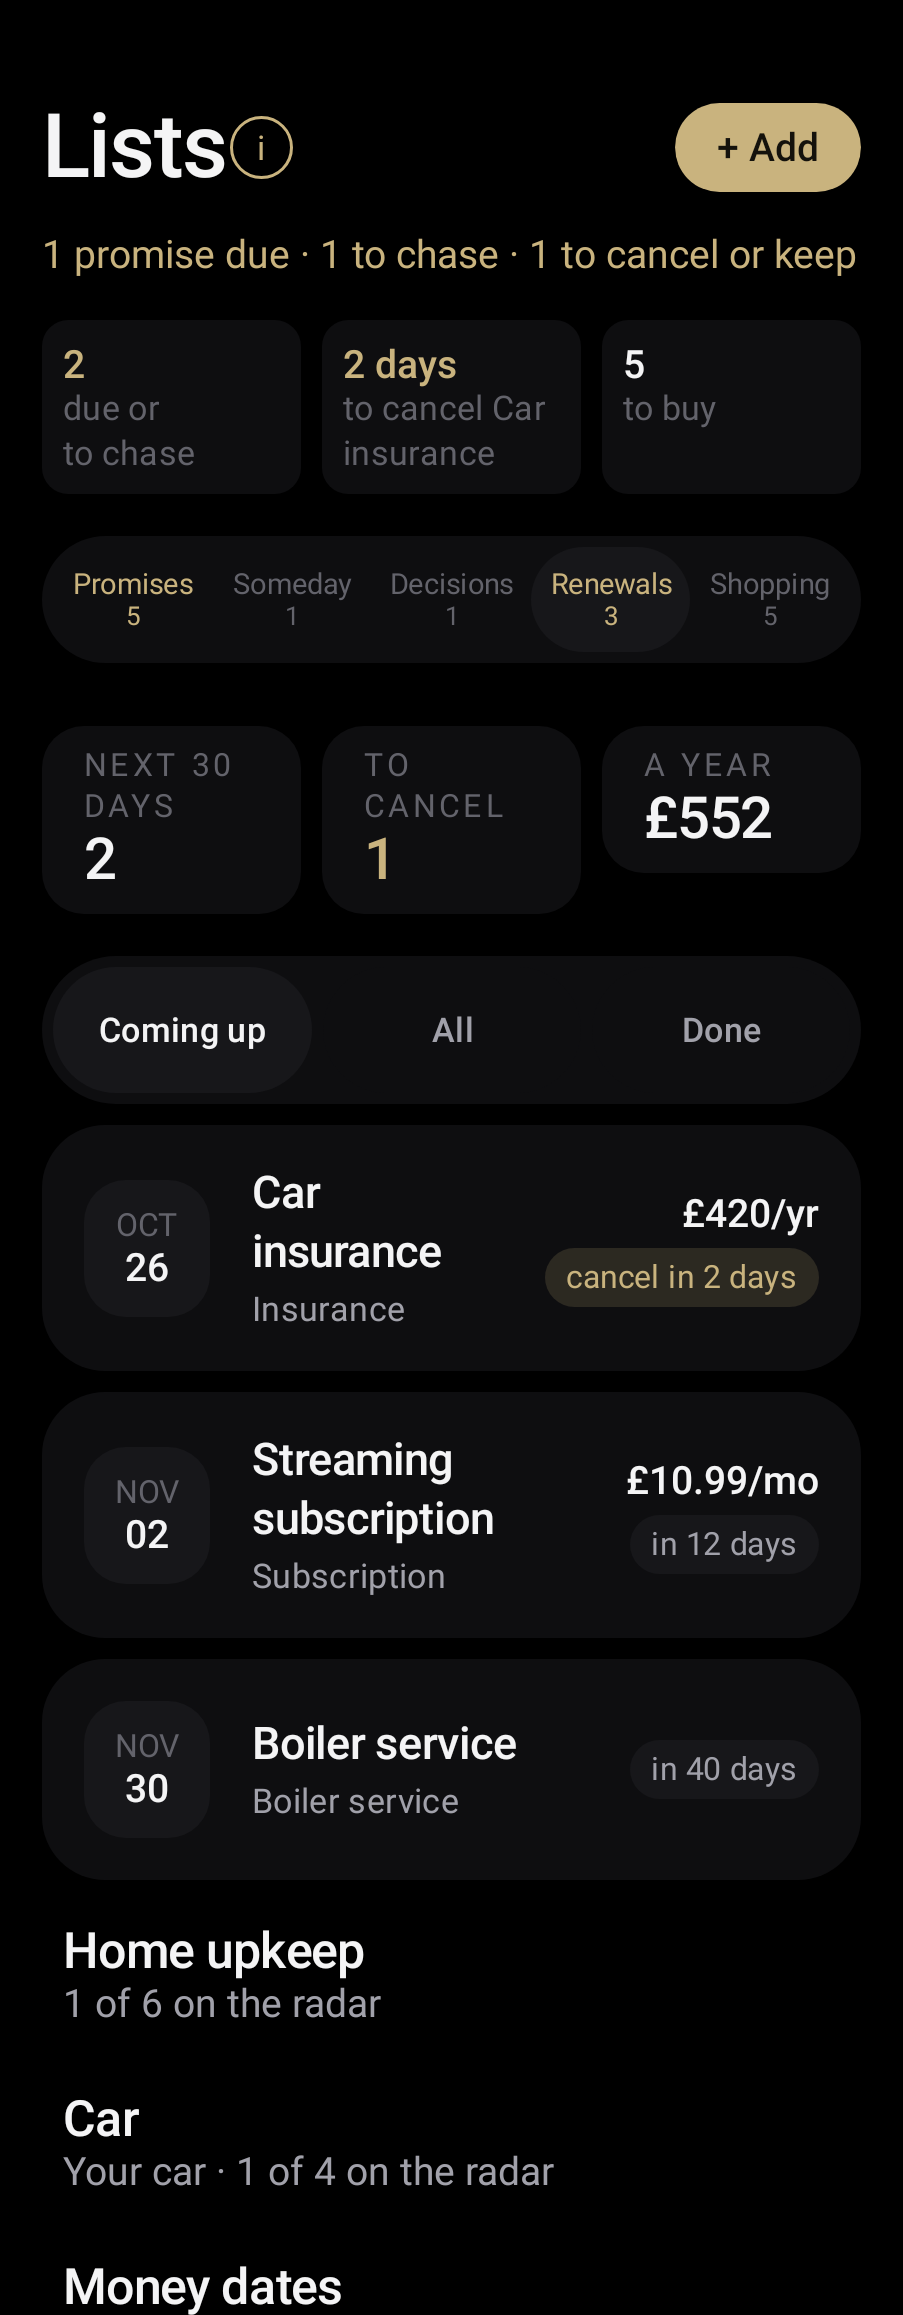 Lists i
+ Add
1 promise due · 1 to chase · 1 to cancel or keep
2
due or
to chase
2 days
to cancel Car
insurance
5
to buy
Promises
5
Someday
1
Decisions
1
Renewals
3
Shopping
5
NEXT 30
DAYS
2
TO
CANCEL
1
A YEAR
£552
Coming up
All
Done
OCT
26
Car
insurance
Insurance
£420/yr
cancel in 2 days
NOV
02
Streaming
subscription
Subscription
£10.99/mo
in 12 days
NOV
30
Boiler service
Boiler service
in 40 days
Home upkeep
1 of 6 on the radar
Car
Your car · 1 of 4 on the radar
Money dates